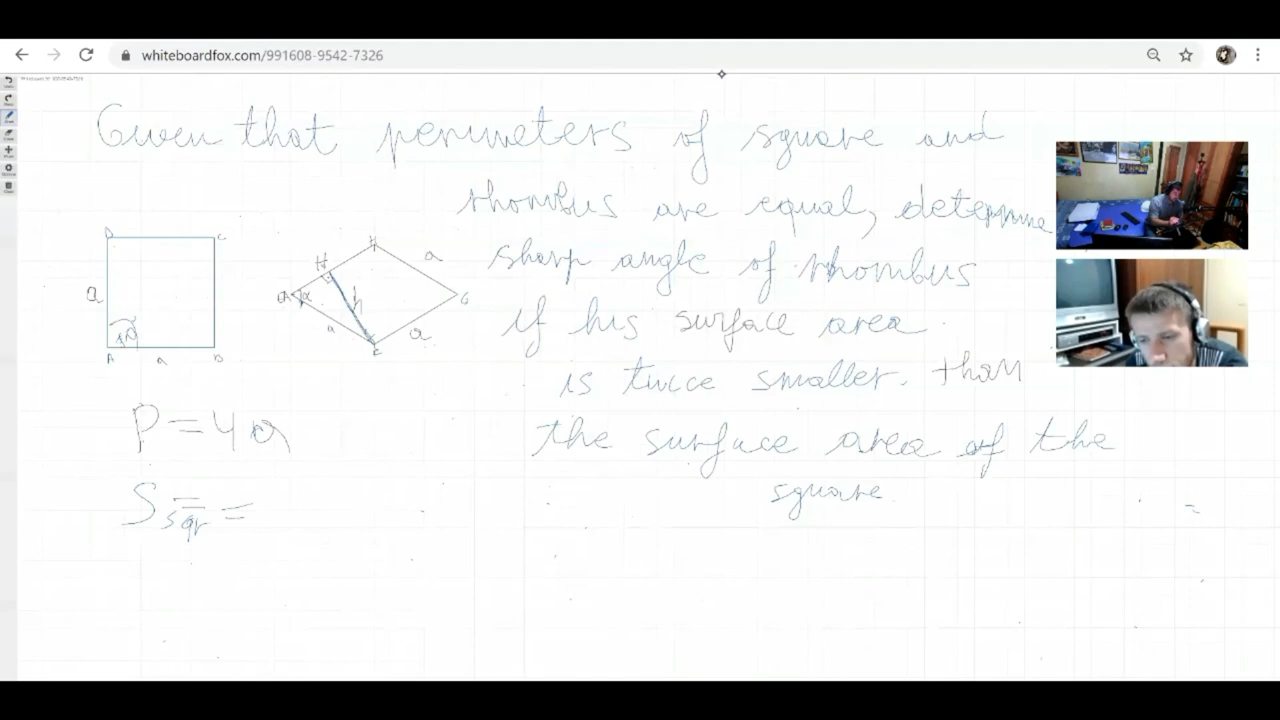 whiteboardfox.com/991608-9542-7326
Given that perimeters of square and
rhombus are equal, determine
sharp angle of rhombus
if his surface area
is twice smaller. than
the surface area of the
square
D C
a
A a B
H
a α h a
a a
E G
P = 4a
S sqr =